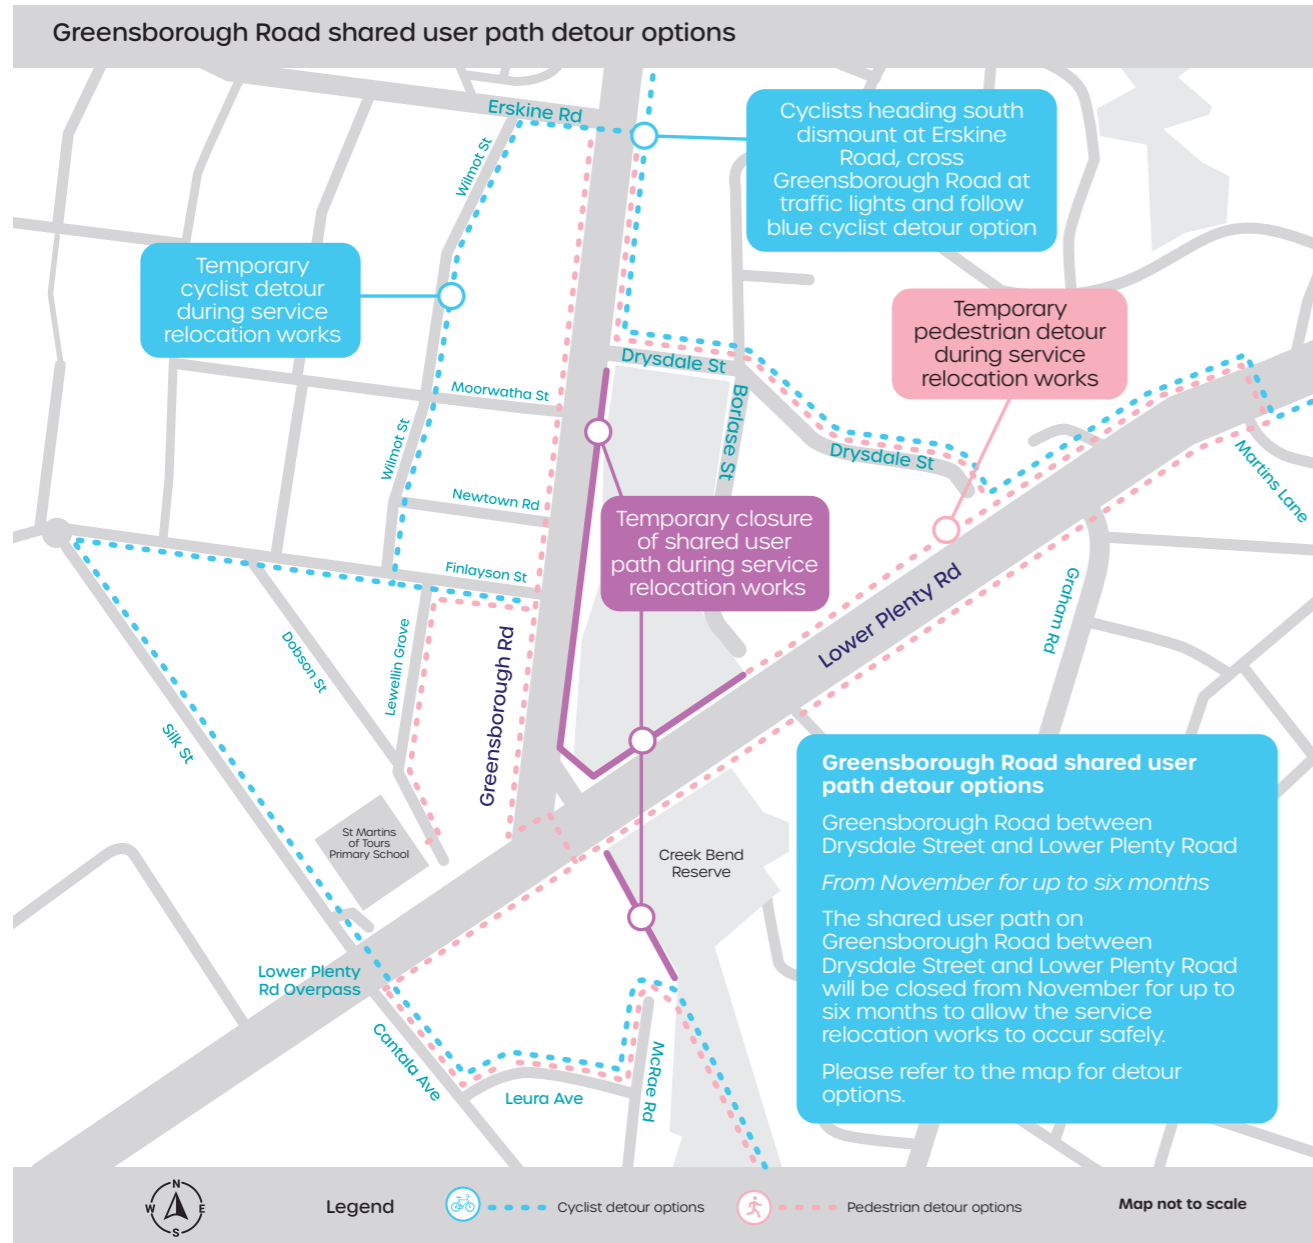 Greensborough Road shared user path detour options
Erskine Rd
Cyclists heading south
dismount at Erskine
Road, cross
Greensborough Road at
traffic lights and follow
blue cyclist detour option
Wilmot St
Temporary
cyclist detour
during service
relocation works
Temporary
pedestrian detour
during service
relocation works
Drysdale St
Moorwatha St
Borlase St
Wilmot St
Drysdale St
Martins Lane
Newtown Rd
Temporary closure
of shared user
path during service
relocation works
Finlayson St
Lower Plenty Rd
Graham Rd
Dobson St
Lewellin Grove
Greensborough Rd
Silk St
St Martins
of Tours
Primary School
Creek Bend
Reserve
Greensborough Road shared user
path detour options
Greensborough Road between
Drysdale Street and Lower Plenty Road
From November for up to six months
The shared user path on
Greensborough Road between
Drysdale Street and Lower Plenty Road
will be closed from November for up to
six months to allow the service
relocation works to occur safely.
Please refer to the map for detour
options.
Lower Plenty
Rd Overpass
Cantala Ave
Leura Ave
McRae Rd
N
W
E
S
Legend
Cyclist detour options
Pedestrian detour options
Map not to scale